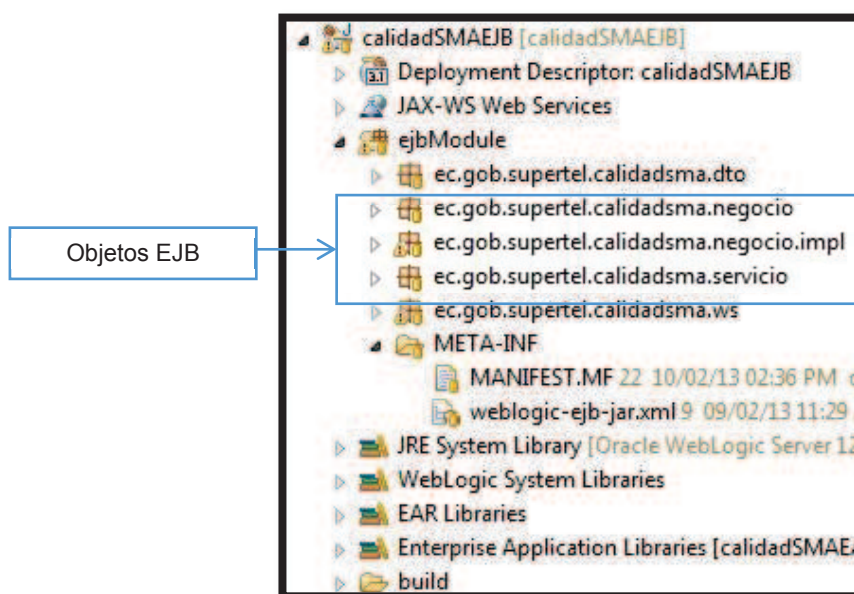 calidadSMAEJB [calidadSMAEJB]
Deployment Descriptor: calidadSMAEJB
JAX-WS Web Services
ejbModule
ec.gob.supertel.calidadsma.dto
ec.gob.supertel.calidadsma.negocio
Objetos EJB
ec.gob.supertel.calidadsma.negocio.impl
ec.gob.supertel.calidadsma.servicio
ec.gob.supertel.calidadsma.ws
META-INF
MANIFEST.MF 22 10/02/13 02:36 PM
weblogic-ejb-jar.xml 9 09/02/13 11:29
JRE System Library [Oracle WebLogic Server 12
WebLogic System Libraries
EAR Libraries
Enterprise Application Libraries [calidadSMAEA
build